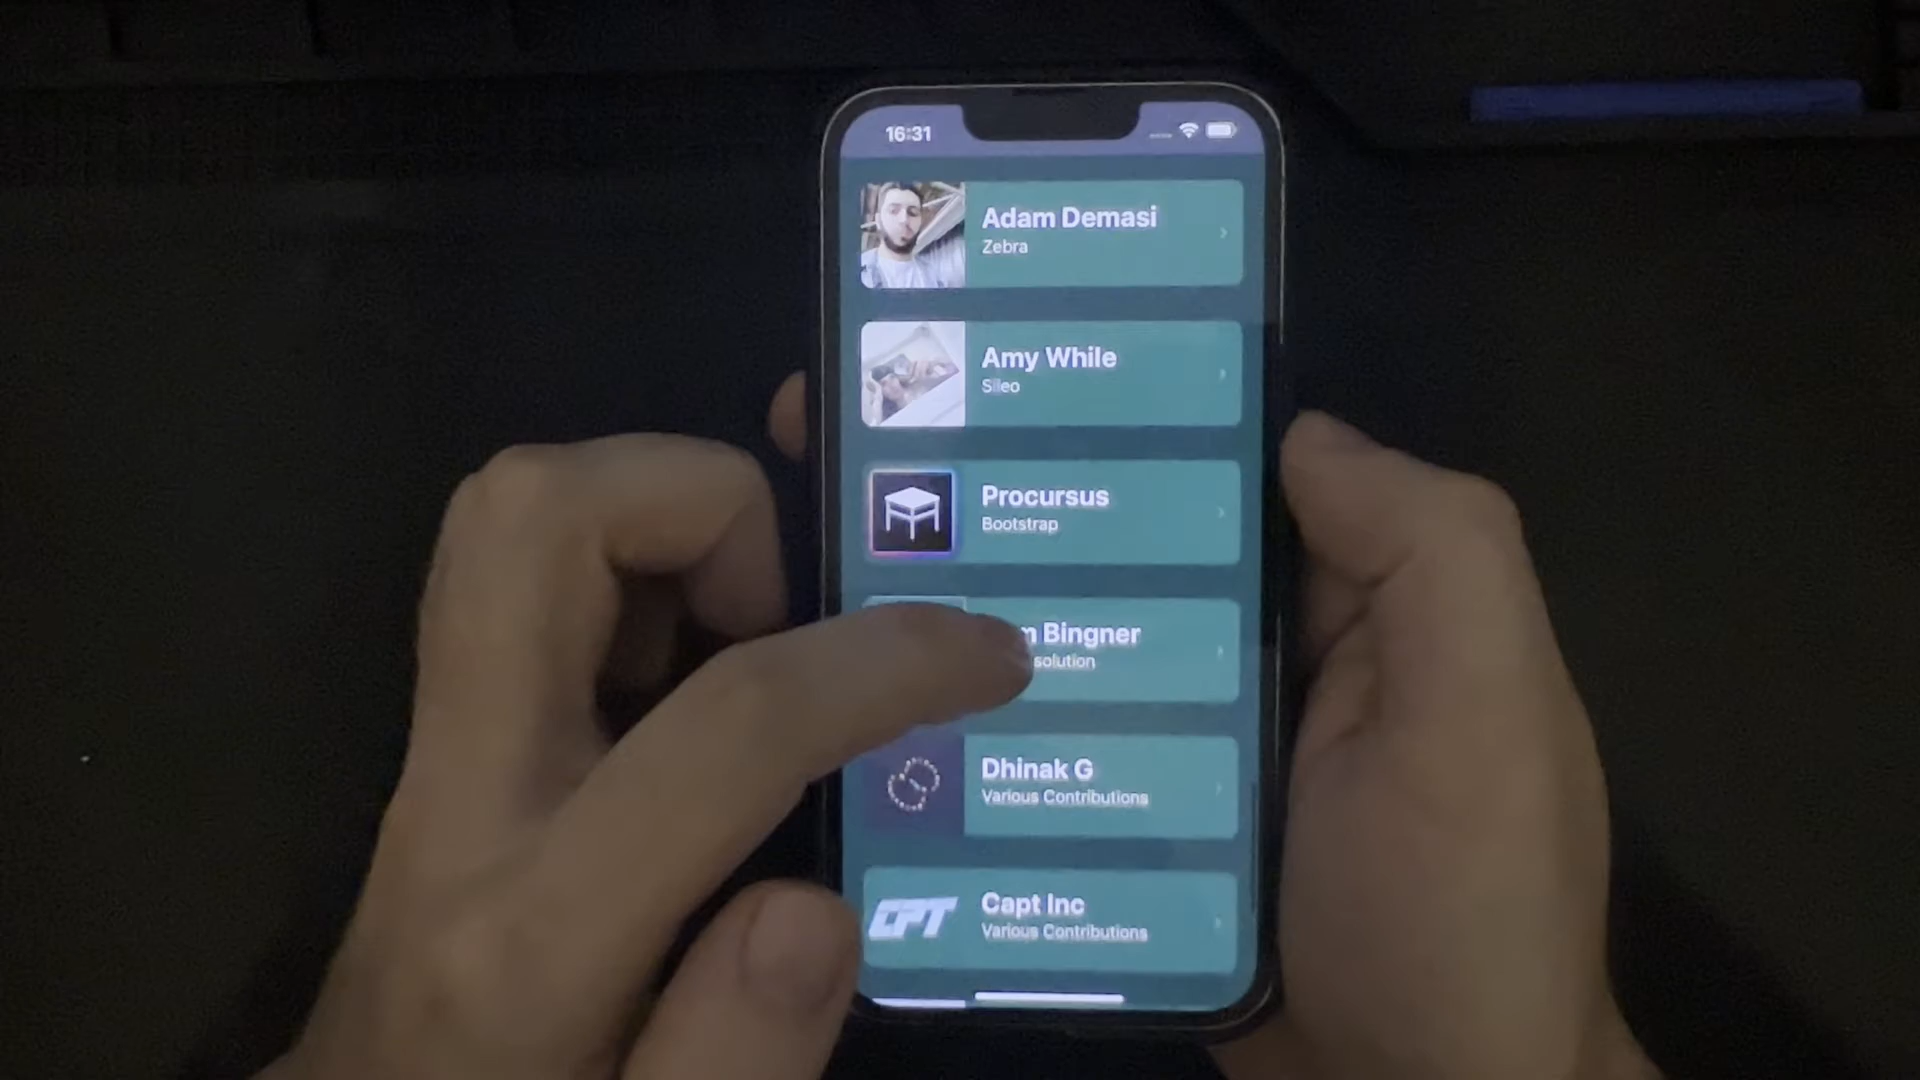 16:31
Adam Demasi
Zebra
Amy While
Sileo
Procursus
Bootstrap
Bingner
Dhinak G
Various Contributions
CPT
Capt Inc
Various Contributions